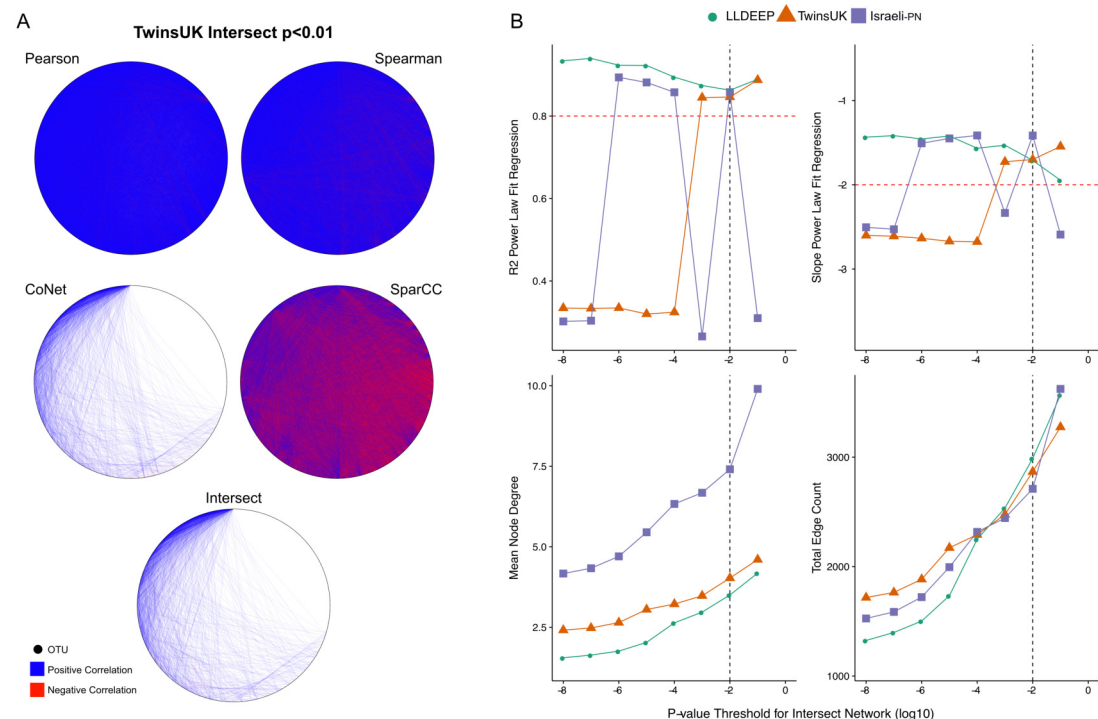 A
TwinsUK Intersect p<0.01
Pearson
Spearman
CoNet
SparCC
Intersect
OTU
Positive Correlation
Negative Correlation
B
LLDEEP TwinsUK Israeli-PN
R2 Power Law Fit Regression
0.8
0.6
0.4
-8 -6 -4 -2 0
Slope Power Law Fit Regression
-1
-2
-3
-8 -6 -4 -2 0
Mean Node Degree
10.0
7.5
5.0
2.5
-8 -6 -4 -2 0
Total Edge Count
3000
2000
1000
-8 -6 -4 -2 0
P-value Threshold for Intersect Network (log10)